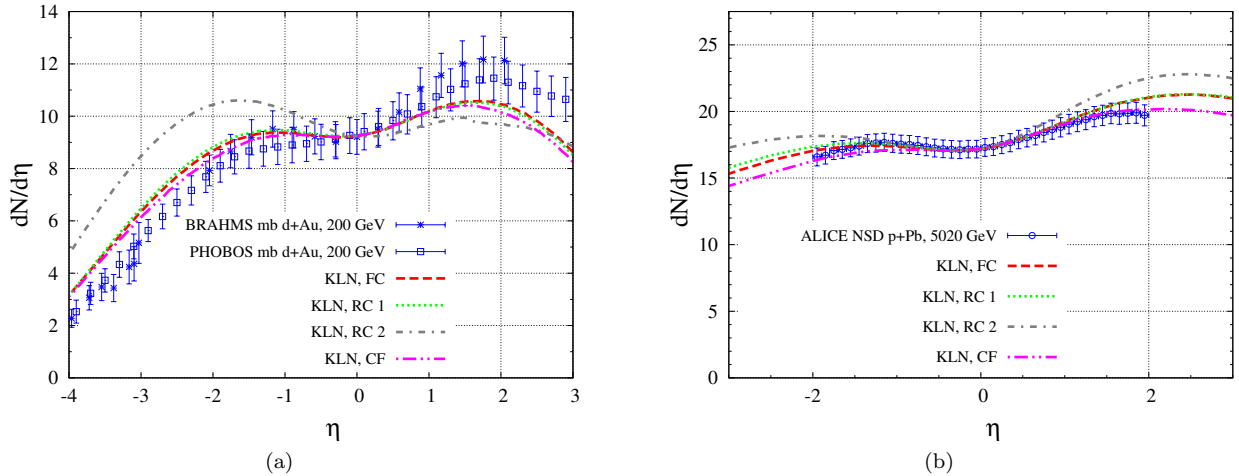 14
12
10
8
6
4
2
0
dN/dη
BRAHMS mb d+Au, 200 GeV
PHOBOS mb d+Au, 200 GeV
KLN, FC
KLN, RC 1
KLN, RC 2
KLN, CF
-4 -3 -2 -1 0 1 2 3
η
(a)
25
20
15
10
5
0
dN/dη
ALICE NSD p+Pb, 5020 GeV
KLN, FC
KLN, RC 1
KLN, RC 2
KLN, CF
-2 0 2
η
(b)